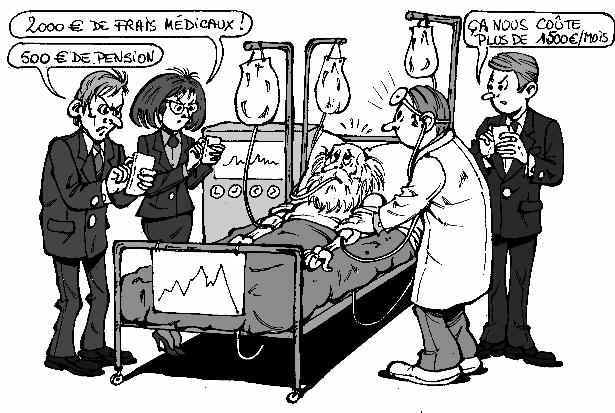 2000 € DE FRAIS MÉDICAUX !
500 € DE PENSION
ÇA NOUS COÛTE
PLUS DE 1500€/MOIS